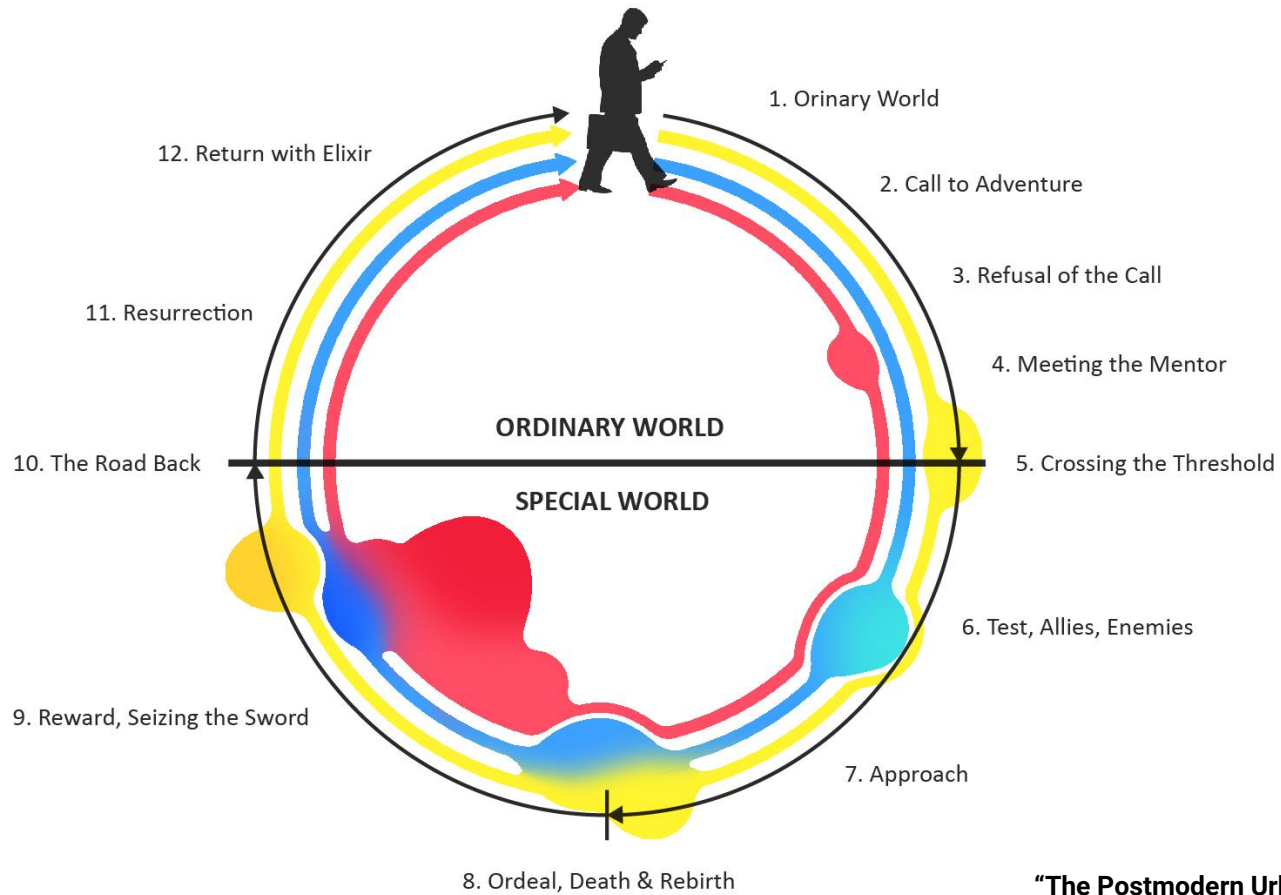 1. Orinary World
2. Call to Adventure
3. Refusal of the Call
4. Meeting the Mentor
5. Crossing the Threshold
6. Test, Allies, Enemies
7. Approach
8. Ordeal, Death & Rebirth
9. Reward, Seizing the Sword
10. The Road Back
11. Resurrection
12. Return with Elixir
ORDINARY WORLD
SPECIAL WORLD
“The Postmodern